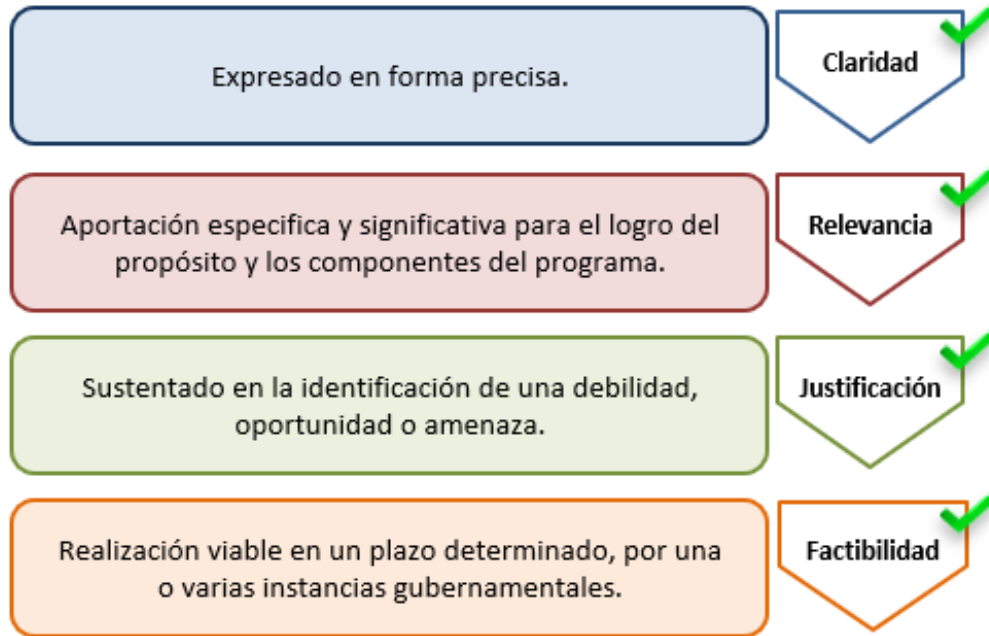 Expresado en forma precisa.
Claridad
Aportación especifica y significativa para el logro del
propósito y los componentes del programa.
Relevancia
Sustentado en la identificación de una debilidad,
oportunidad o amenaza.
Justificación
Realización viable en un plazo determinado, por una
o varias instancias gubernamentales.
Factibilidad